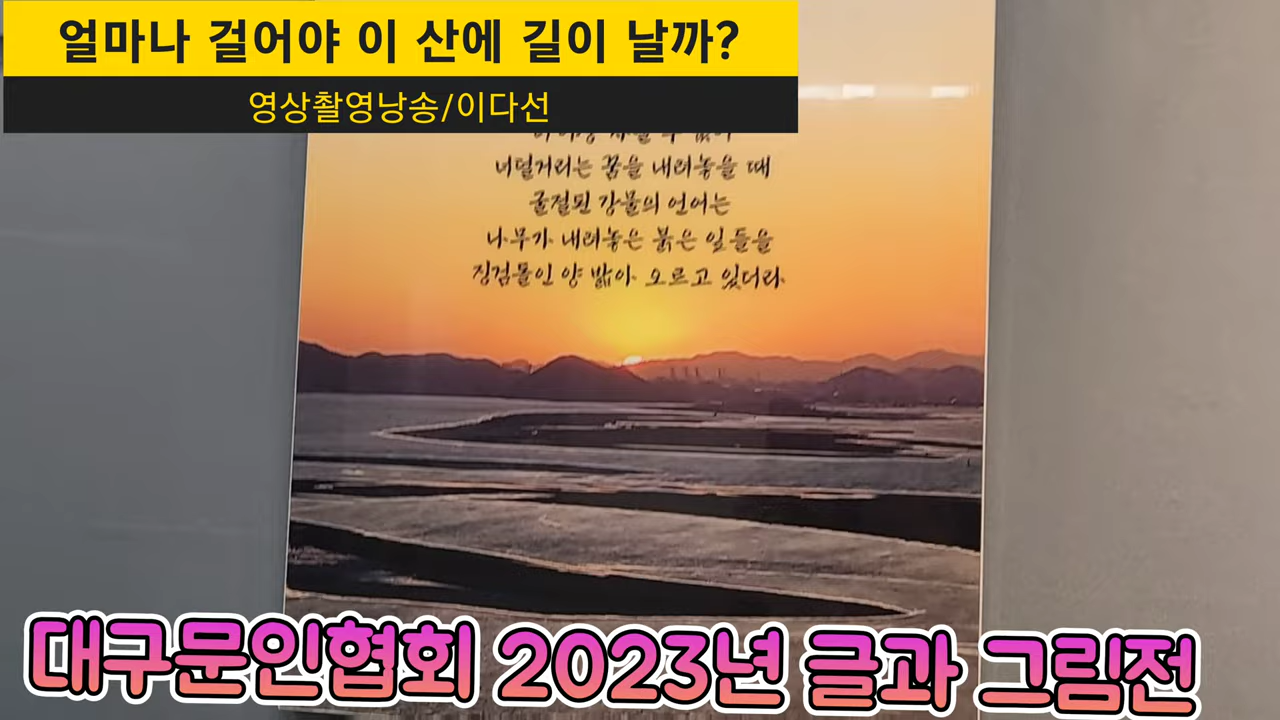 얼마나 걸어야 이 산에 길이 날까?
영상촬영낭송/이다선
너덜거리는 꿈을 내려놓을 때
굴절된 강물의 언어는
나무가 내려놓은 붉은 잎들을
징검돌인 양 밟아 오르고 있더라
대구문인협회 2023년 글과 그림전